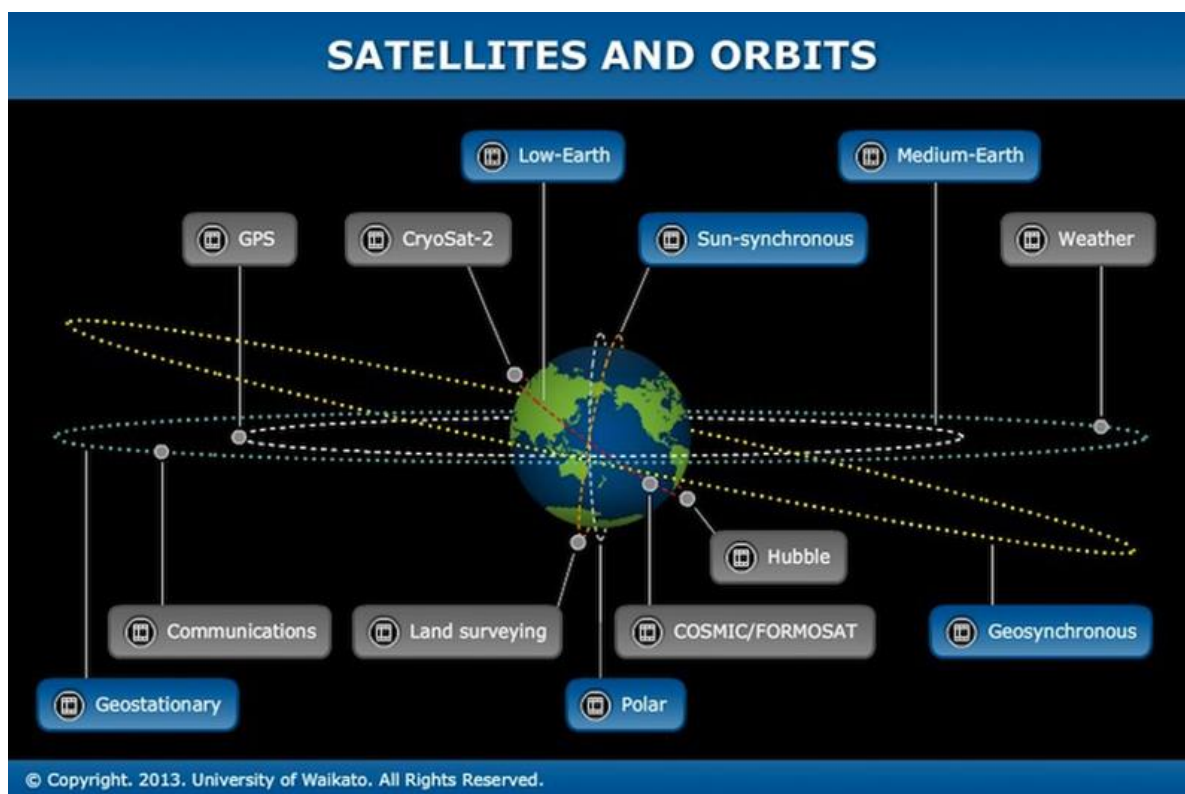 SATELLITES AND ORBITS
Low-Earth
Medium-Earth
GPS
CryoSat-2
Sun-synchronous
Weather
Hubble
Communications
Land surveying
COSMIC/FORMOSAT
Geosynchronous
Geostationary
Polar
© Copyright. 2013. University of Waikato. All Rights Reserved.